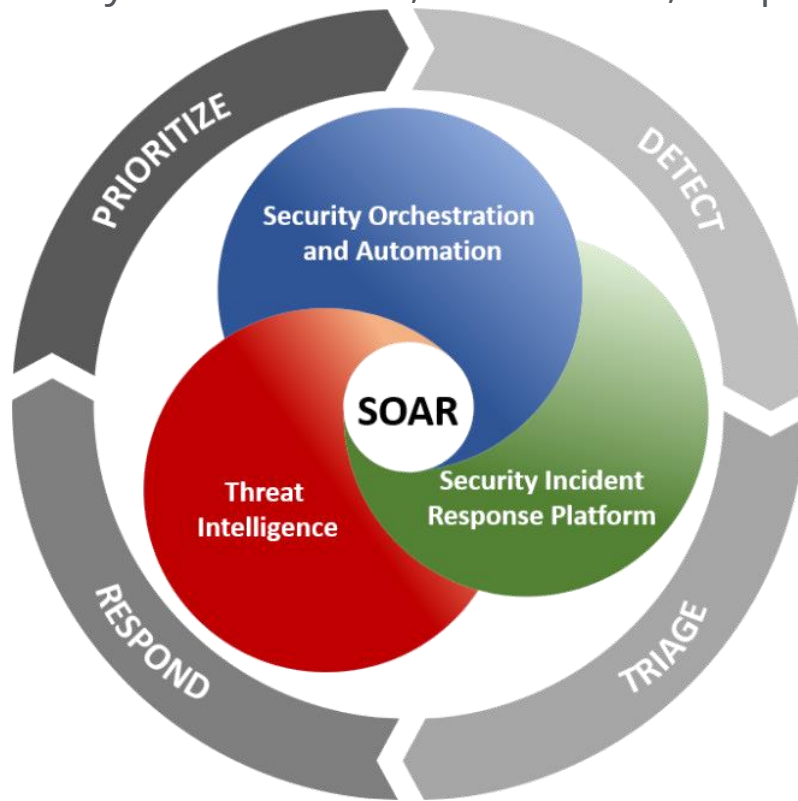 PRIORITIZE
DETECT
Security Orchestration
and Automation
SOAR
Threat
Intelligence
Security Incident
Response Platform
RESPOND
TRIAGE